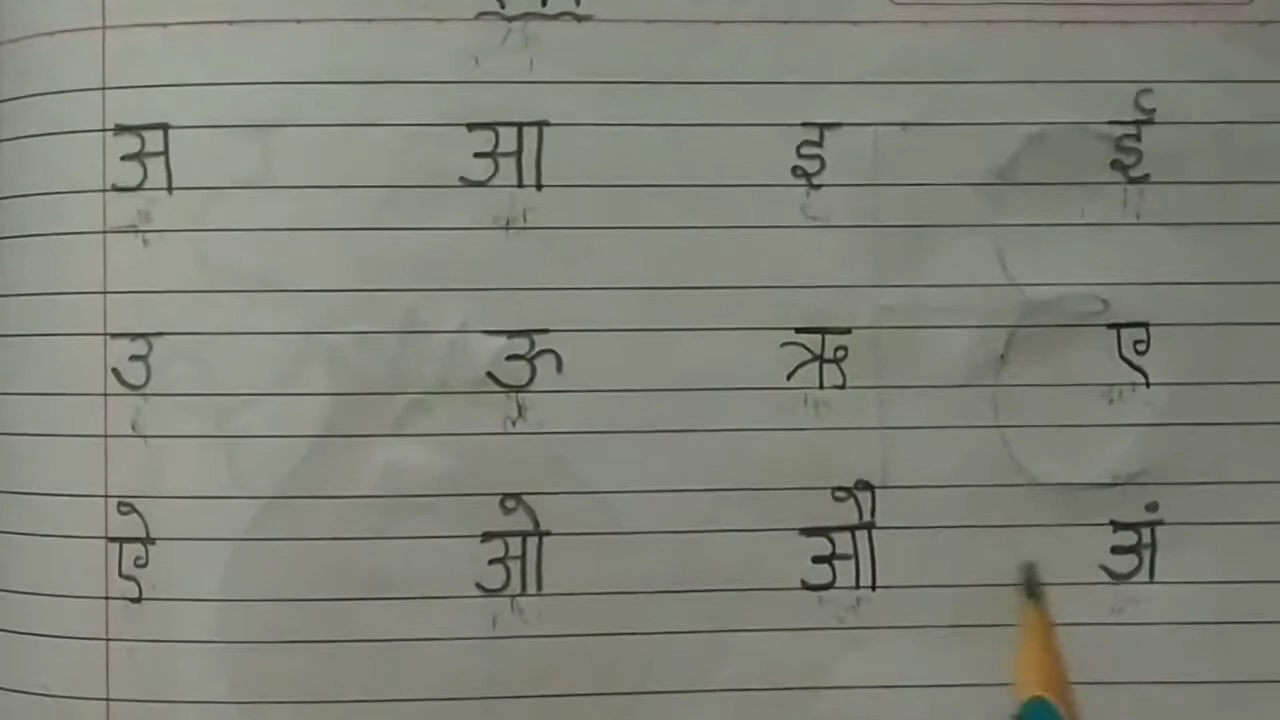 अ आ इ ई
उ ऊ ऋ ए
ऐ ओ औ अं